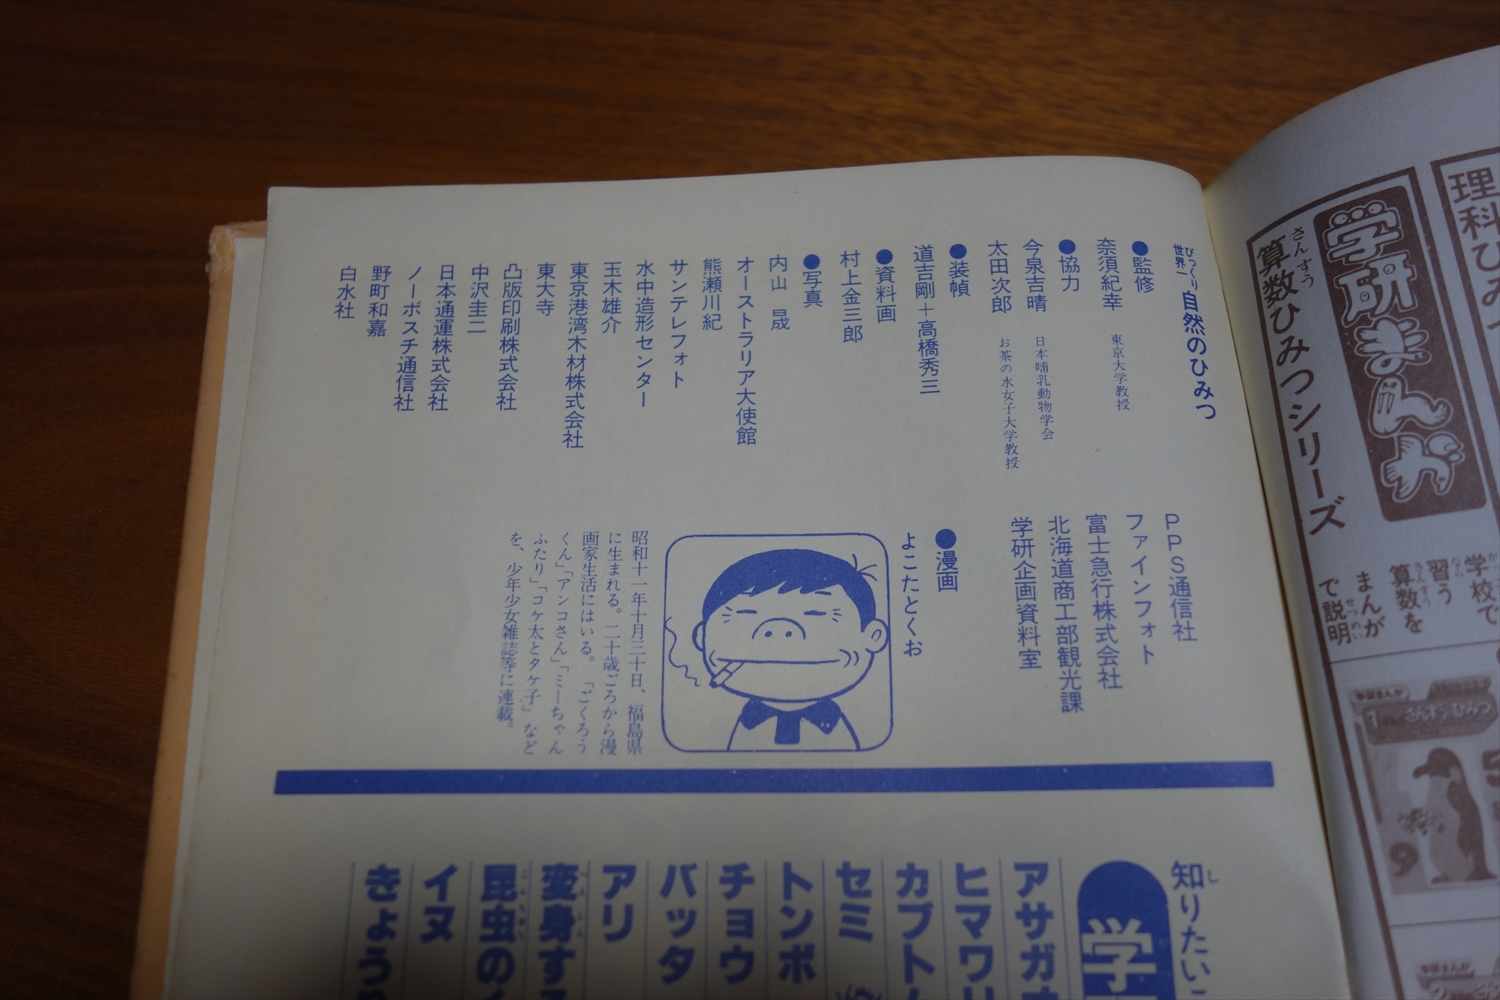 びっくり世界一 自然のひみつ
●監修
奈須紀幸 東京大学教授
●協力
今泉吉晴 日本哺乳動物学会
太田次郎 お茶の水女子大学教授
●装幀
道吉剛＋高橋秀三
●資料画
村上金三郎
●写真
内山 晟
オーストラリア大使館
熊瀬川紀
サンテレフォト
水中造形センター
玉木雄介
東京港湾木材株式会社
東大寺
凸版印刷株式会社
中沢圭二
日本通運株式会社
ノーボスチ通信社
野町和嘉
白水社
PPS通信社
ファインフォト
富士急行株式会社
北海道商工部観光課
学研企画資料室
●漫画
よこたとくお
昭和十一年十月三十日、福島県
に生まれる。二十歳ごろから漫
画家生活にはいる。「ごくろう
くん」「アンコさん」「ミーちゃん
ふたり」「コケ太とタケ子」など
を、少年少女雑誌等に連載。
知りたいこ
学
アサガオ
ヒマワリ
カブトム
セミ
トンボ
チョウ
バッタ
アリ
変身する
昆虫の
イヌ
きょう
理科ひみつ
学研まんが
算数ひみつシリーズ
学校で
習う
算数を
まんが
で説明